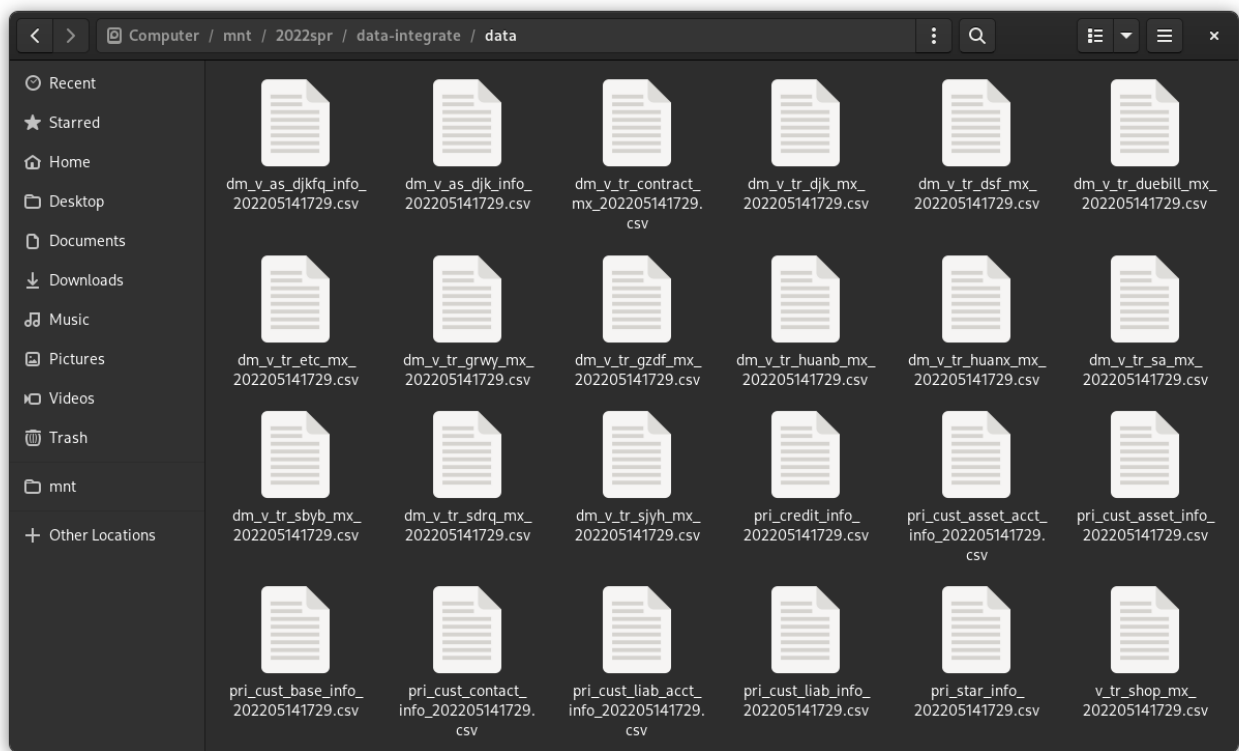 Computer / mnt / 2022spr / data-integrate / data
Recent
Starred
Home
Desktop
Documents
Downloads
Music
Pictures
Videos
Trash
mnt
Other Locations
dm_v_as_djkfq_info_
202205141729.csv
dm_v_as_djk_info_
202205141729.csv
dm_v_tr_contract_
mx_202205141729.
csv
dm_v_tr_djk_mx_
202205141729.csv
dm_v_tr_dsf_mx_
202205141729.csv
dm_v_tr_duebill_mx_
202205141729.csv
dm_v_tr_etc_mx_
202205141729.csv
dm_v_tr_grwy_mx_
202205141729.csv
dm_v_tr_gzdf_mx_
202205141729.csv
dm_v_tr_huanb_mx_
202205141729.csv
dm_v_tr_huanx_mx_
202205141729.csv
dm_v_tr_sa_mx_
202205141729.csv
dm_v_tr_sbyb_mx_
202205141729.csv
dm_v_tr_sdrq_mx_
202205141729.csv
dm_v_tr_sjyh_mx_
202205141729.csv
pri_credit_info_
202205141729.csv
pri_cust_asset_acct_
info_202205141729.
csv
pri_cust_asset_info_
202205141729.csv
pri_cust_base_info_
202205141729.csv
pri_cust_contact_
info_202205141729.
csv
pri_cust_liab_acct_
info_202205141729.
csv
pri_cust_liab_info_
202205141729.csv
pri_star_info_
202205141729.csv
v_tr_shop_mx_
202205141729.csv